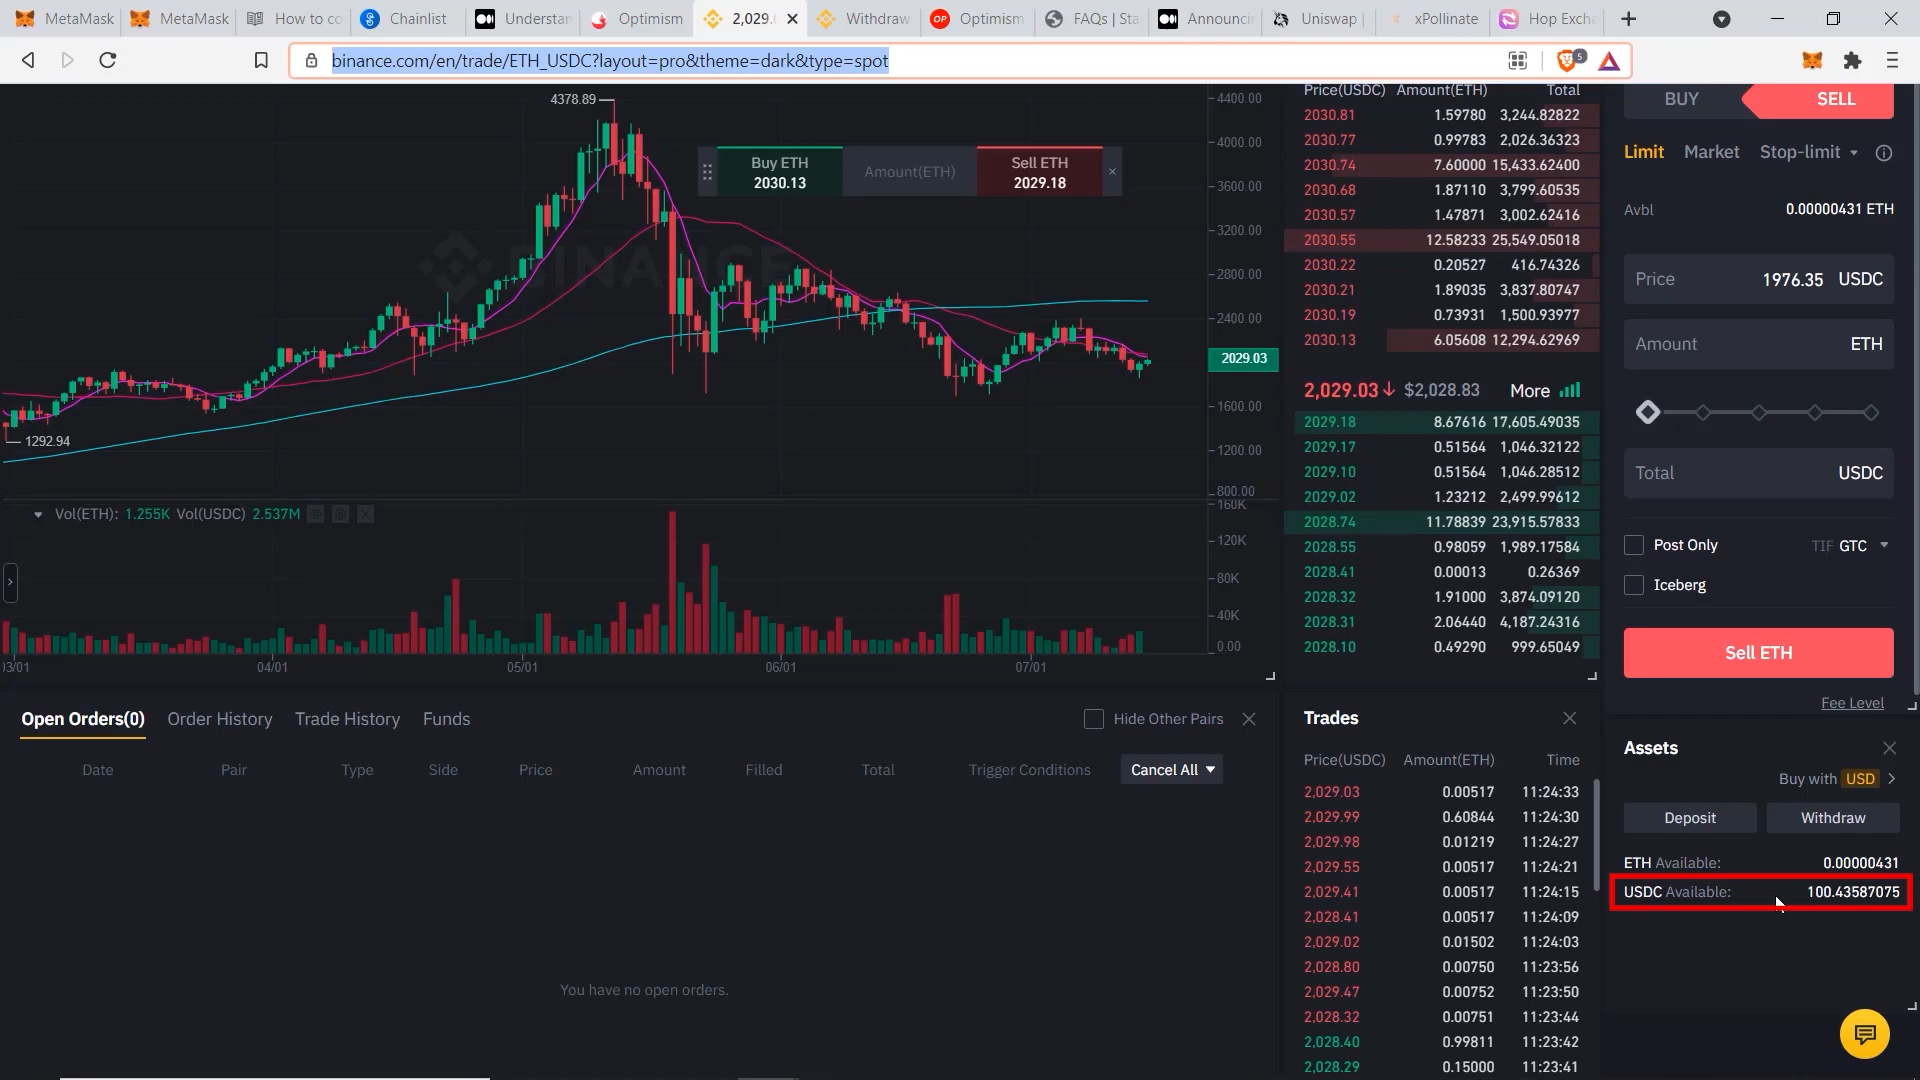 MetaMask
MetaMask
How to co
Chainlist
Understan
Optimism
2,029.
Withdraw
OP Optimism
FAQs | Sta
Announcin
Uniswap |
xPollinate
Hop Excha
binance.com/en/trade/ETH_USDC?layout=pro&theme=dark&type=spot
5
4378.89
4400.00
4000.00
3600.00
3200.00
2800.00
2400.00
2029.03
1600.00
1200.00
800.00
BINANCE
1292.94
Buy ETH
2030.13
Amount(ETH)
Sell ETH
2029.18
Vol(ETH): 1.255K Vol(USDC) 2.537M
160K
120K
80K
40K
0.00
03/01 04/01 05/01 06/01 07/01
Price(USDC) Amount(ETH) Total
2030.81 1.59780 3,244.82822
2030.77 0.99783 2,026.36323
2030.74 7.60000 15,433.62400
2030.68 1.87110 3,799.60535
2030.57 1.47871 3,002.62416
2030.55 12.58233 25,549.05018
2030.22 0.20527 416.74326
2030.21 1.89035 3,837.80747
2030.19 0.73931 1,500.93977
2030.13 6.05608 12,294.62969
2,029.03↓ $2,028.83 More
2029.18 8.67616 17,605.49035
2029.17 0.51564 1,046.32122
2029.10 0.51564 1,046.28512
2029.02 1.23212 2,499.99612
2028.74 11.78839 23,915.57833
2028.55 0.98059 1,989.17584
2028.41 0.00013 0.26369
2028.32 1.91000 3,874.09120
2028.31 2.06440 4,187.24316
2028.10 0.49290 999.65049
BUY SELL
Limit Market Stop-limit
Avbl 0.00000431 ETH
Price 1976.35 USDC
Amount ETH
Total USDC
Post Only TIF GTC
Iceberg
Sell ETH
Fee Level
Open Orders(0) Order History Trade History Funds
Hide Other Pairs
Date Pair Type Side Price Amount Filled Total Trigger Conditions Cancel All
You have no open orders.
Trades
Price(USDC) Amount(ETH) Time
2,029.03 0.00517 11:24:33
2,029.99 0.60844 11:24:30
2,029.98 0.01219 11:24:27
2,029.55 0.00517 11:24:21
2,029.41 0.00517 11:24:15
2,028.41 0.00517 11:24:09
2,029.02 0.01502 11:24:03
2,028.80 0.00750 11:23:56
2,029.47 0.00752 11:23:50
2,028.32 0.00751 11:23:44
2,028.40 0.99811 11:23:42
2,028.29 0.15000 11:23:41
Assets
Buy with USD
Deposit Withdraw
ETH Available: 0.00000431
USDC Available: 100.43587075